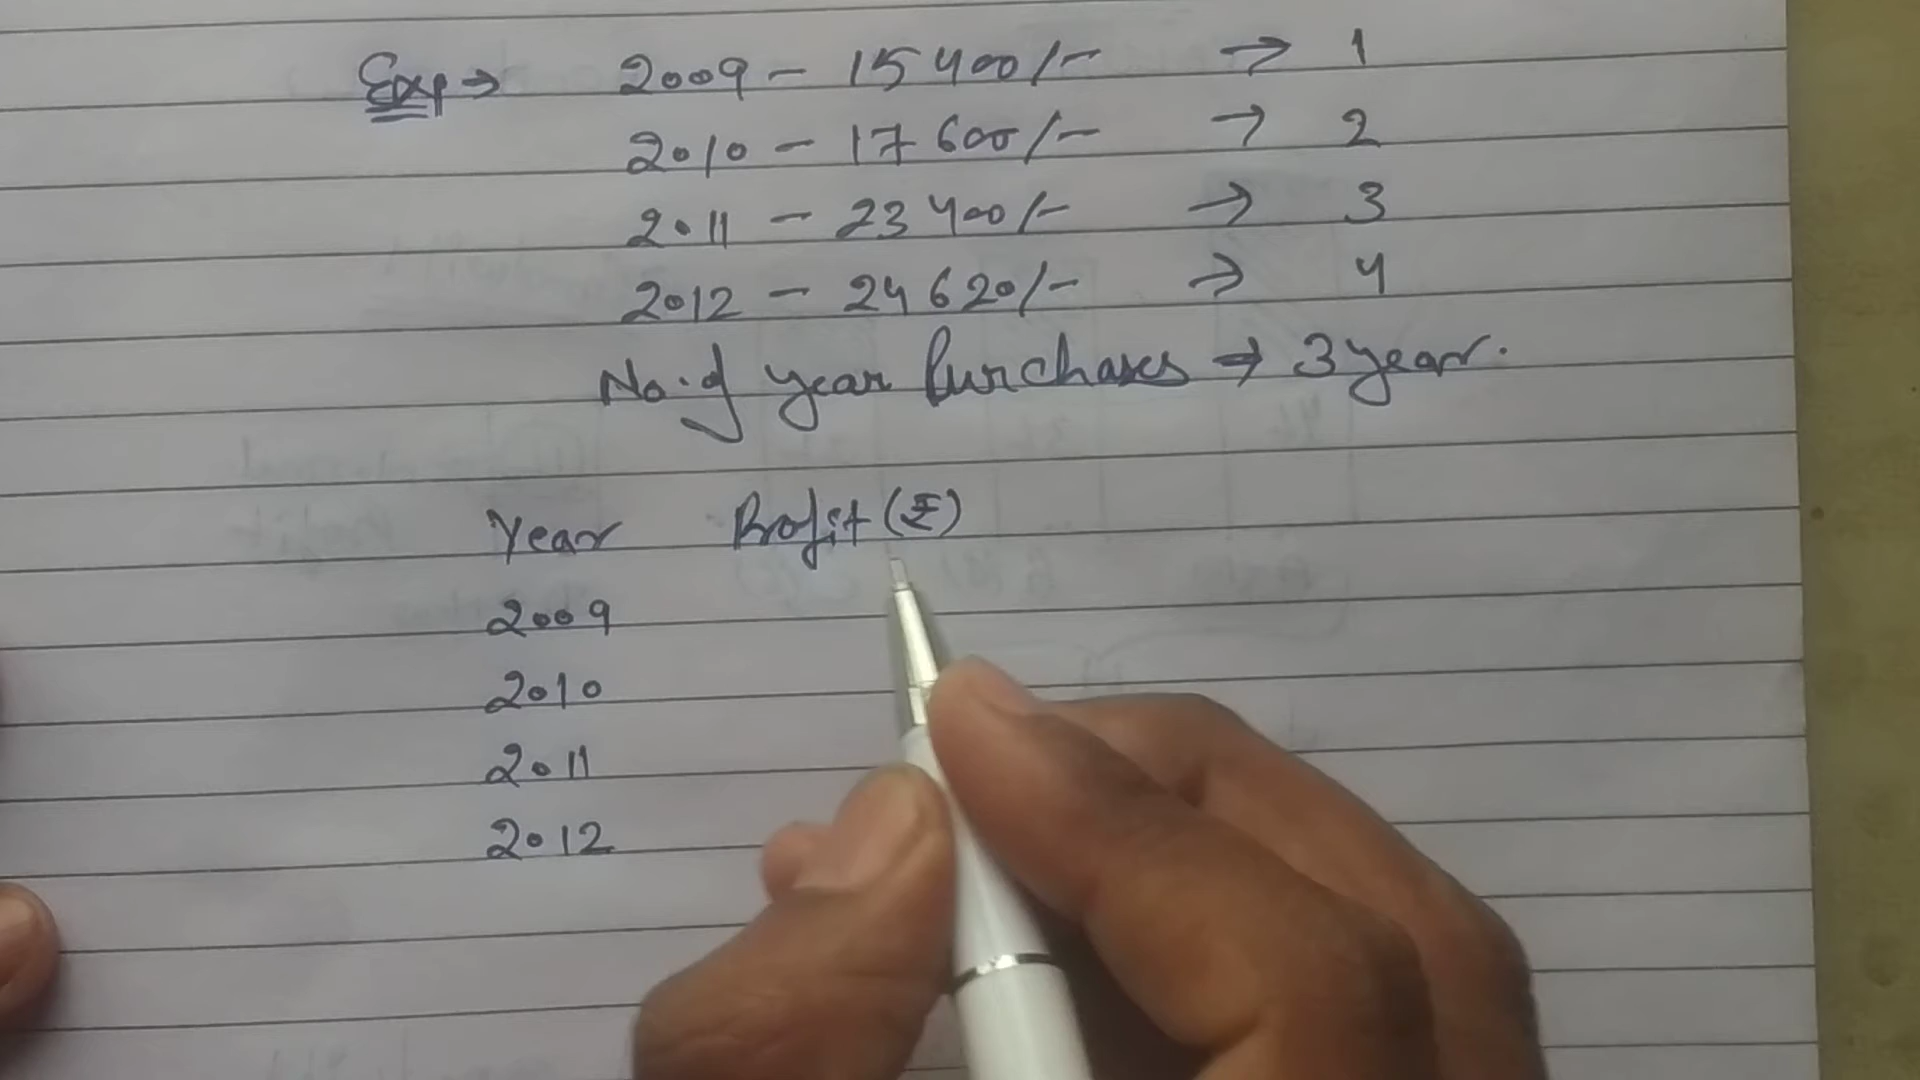 Exp → 2009 - 15400/- → 1
2010 - 17600/- → 2
2011 - 23400/- → 3
2012 - 24620/- → 4
No. of year Purchases → 3 year.
Year Profit (₹)
2009
2010
2011
2012